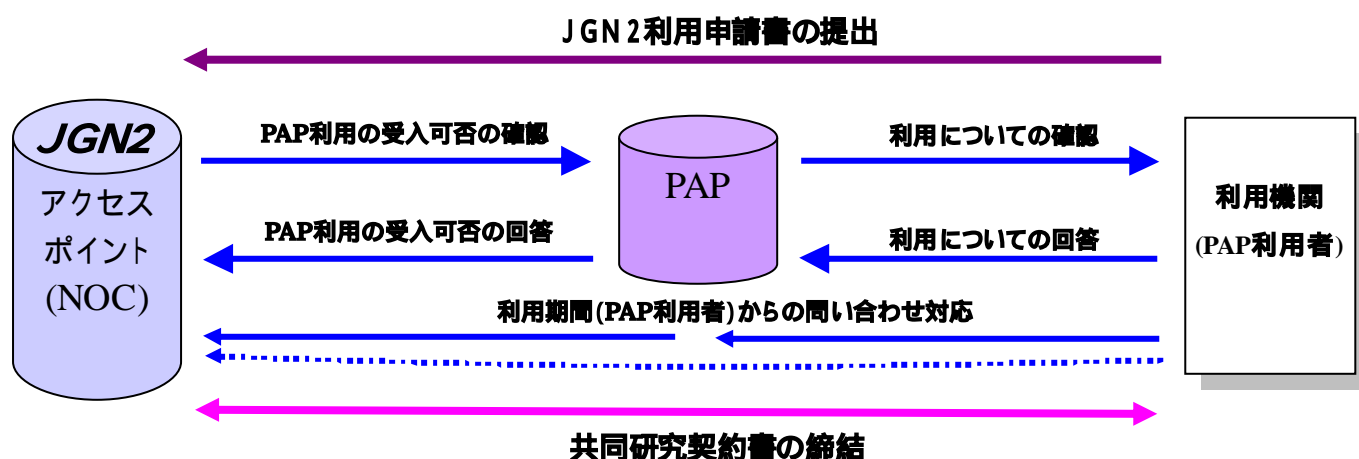 JGN2利用申請書の提出
JGN2
アクセス
ポイント
(NOC)
PAP利用の受入可否の確認
PAP
利用についての確認
利用機関
(PAP利用者)
PAP利用の受入可否の回答
利用についての回答
利用期間(PAP利用者)からの問い合わせ対応
共同研究契約書の締結